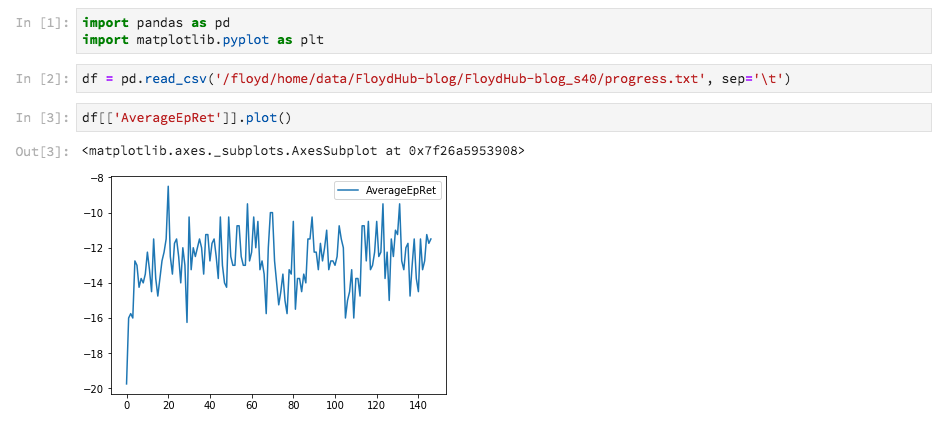 In [1]: import pandas as pd
import matplotlib.pyplot as plt
In [2]: df = pd.read_csv('/floyd/home/data/FloydHub-blog/FloydHub-blog_s40/progress.txt', sep='\t')
In [3]: df[['AverageEpRet']].plot()
Out[3]: <matplotlib.axes._subplots.AxesSubplot at 0x7f26a5953908>
AverageEpRet
−8
−10
−12
−14
−16
−18
−20
0 20 40 60 80 100 120 140